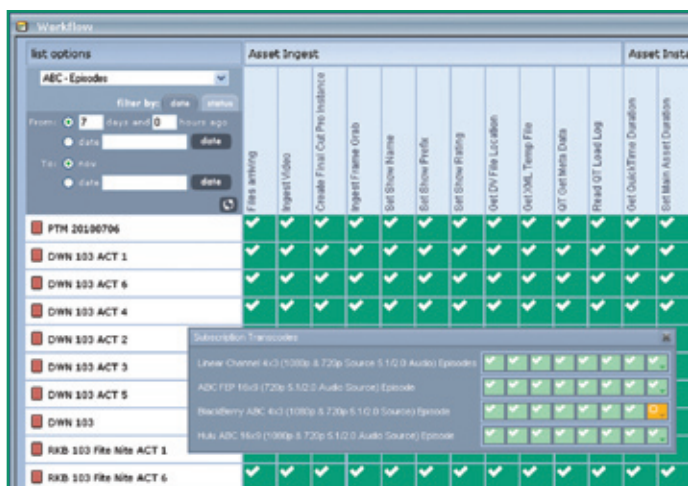 Workflow
list options
Asset Ingest
Asset Insta
ABC - Episodes
filter by: date status
From: 7 days and 0 hours ago
date date
To: now
date date
Files arriving
Ingest Video
Create Final Cut Pro Instance
Ingest Frame Grab
Set Show Name
Set Show Prefix
Set Show Rating
Get DV File Location
Get XML Temp File
QT Get Meta Data
Read QT Load Log
Get QuickTime Duration
Set Main Asset Duration
PTM 20100706
DWN 103 ACT 1
DWN 103 ACT 6
DWN 103 ACT 4
DWN 103 ACT 2
DWN 103 ACT 3
DWN 103 ACT 5
DWN 103
RKB 103 Fite Nite ACT 1
RKB 103 Fite Nite ACT 6
Subscription Transcodes
Linear Channel 4x3 (1080p & 720p Source 5.1/2.0 Audio) Episodes
ABC FEP 16x9 (720p 5.1/2.0 Audio Source) Episode
BlackBerry ABC 4x3 (1080p & 720p 5.1/2.0 Source) Episode
Hulu ABC 16x9 (1080p & 720p 5.1/2.0 Audio Source) Episode